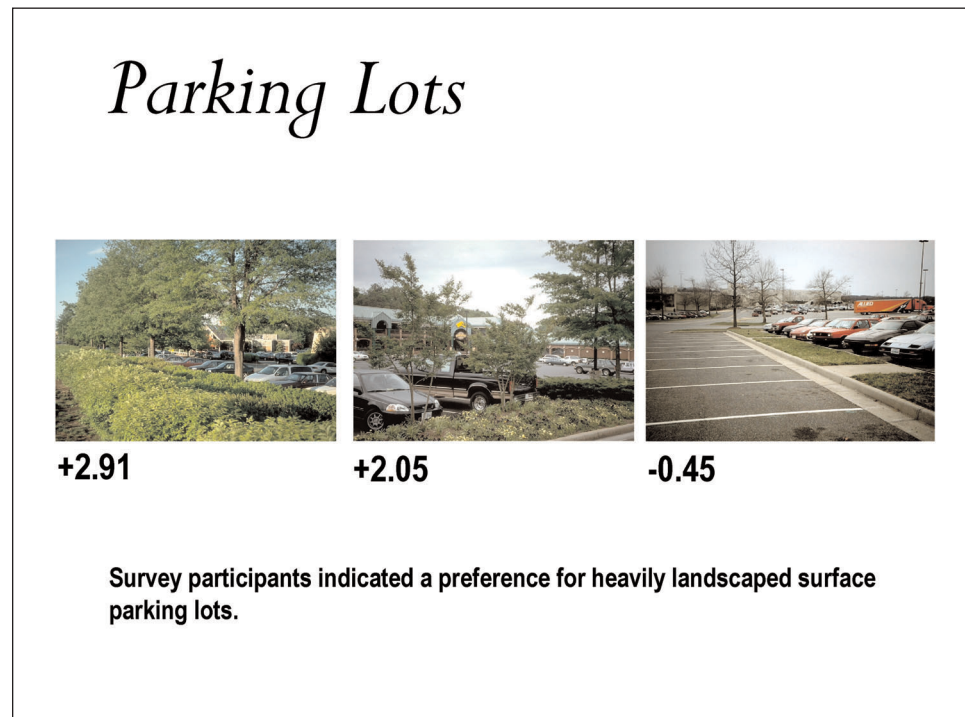 Parking Lots
+2.91
+2.05
-0.45
Survey participants indicated a preference for heavily landscaped surface
parking lots.